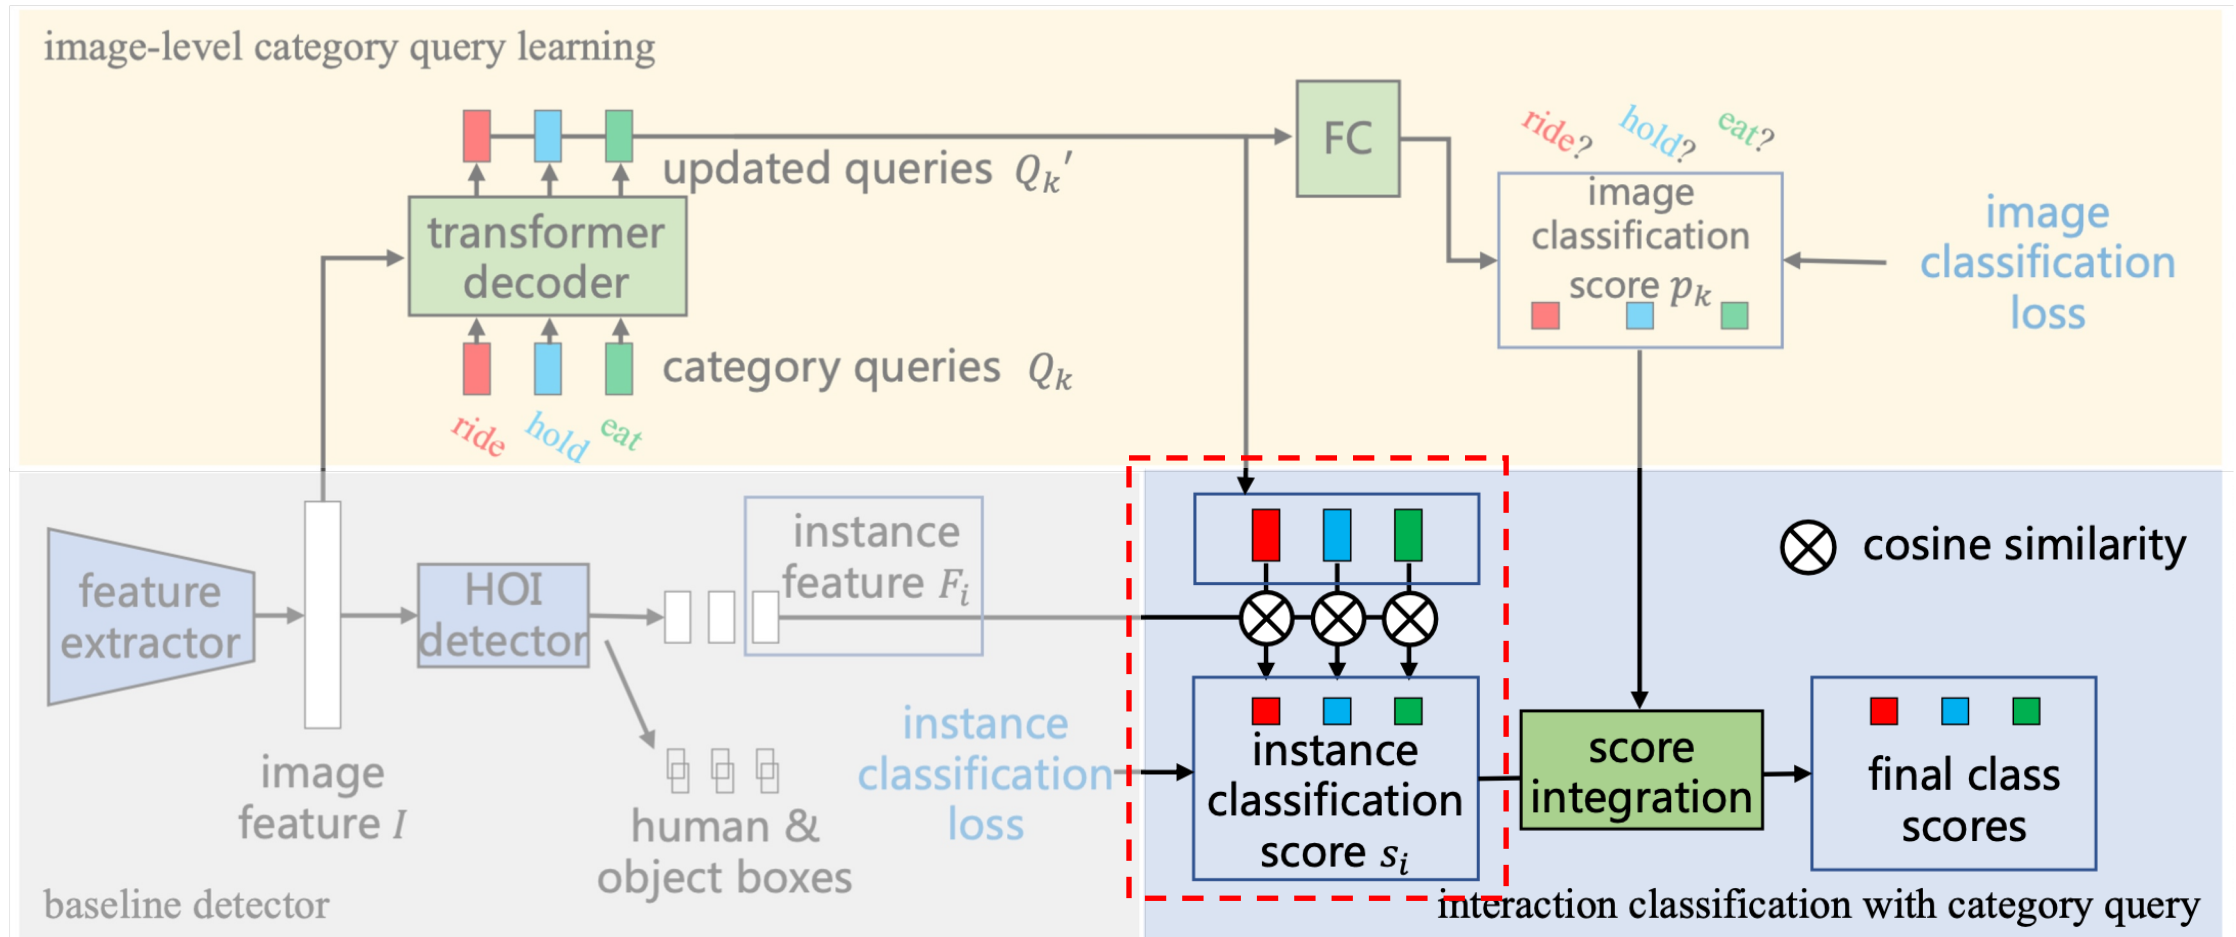 image-level category query learning
updated queries Q_k'
transformer
decoder
category queries Q_k
ride hold eat
FC
ride? hold? eat?
image
classification
score p_k
image
classification
loss
feature
extractor
image
feature I
HOI
detector
instance
feature F_i
human &
object boxes
instance
classification
loss
baseline detector
instance
classification
score s_i
score
integration
cosine similarity
final class
scores
interaction classification with category query